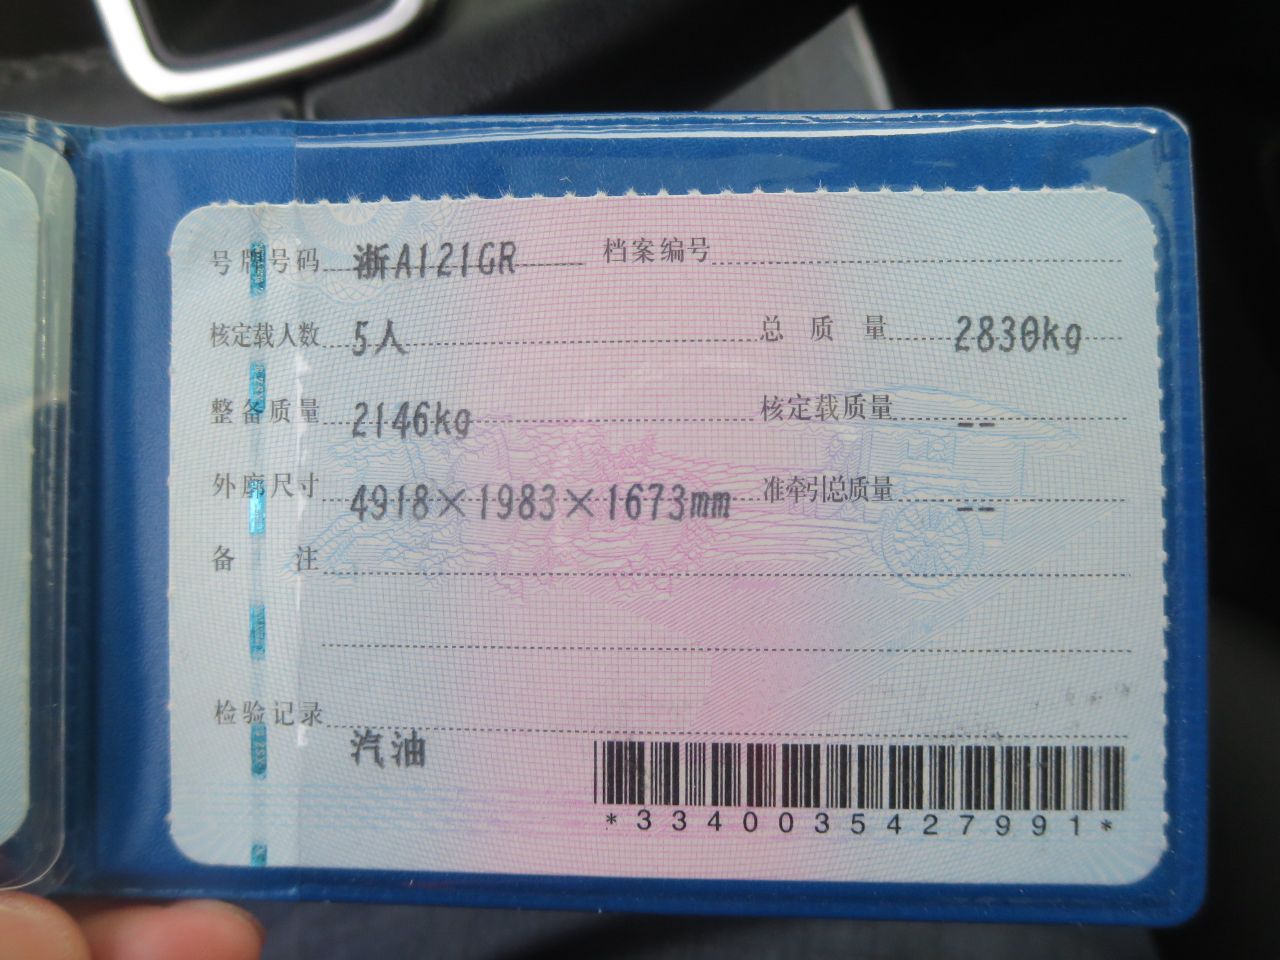 号牌号码 浙A121GR 档案编号
核定载人数 5人 总质量 2830kg
整备质量 2146kg 核定载质量 --
外廓尺寸 4918×1983×1673mm 准牵引总质量 --
备注
检验记录
汽油
*3340035427991*